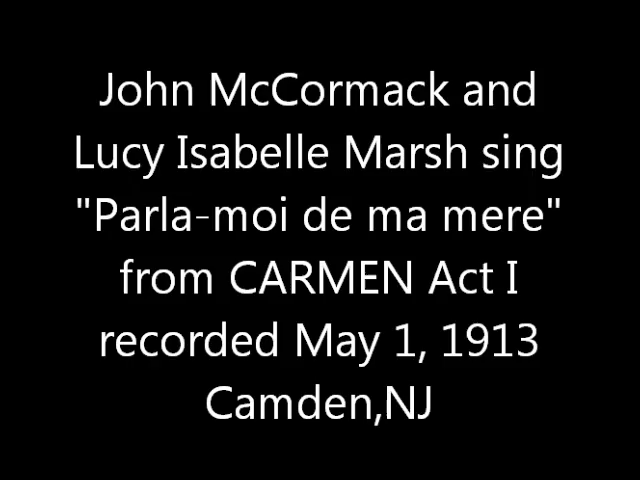 John McCormack and
Lucy Isabelle Marsh sing
"Parla-moi de ma mere"
from CARMEN Act I
recorded May 1, 1913
Camden,NJ